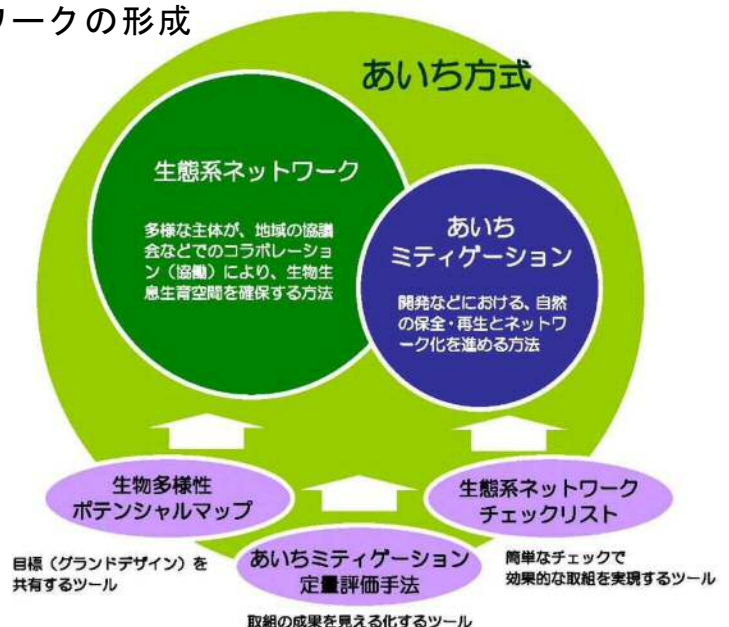 ワークの形成
あいち方式
生態系ネットワーク
多様な主体が、地域の協議
会などでのコラボレーショ
ン（協働）により、生物生
息生育空間を確保する方法
あいち
ミティゲーション
開発などにおける、自然
の保全・再生とネットワ
ーク化を進める方法
生物多様性
ポテンシャルマップ
目標（グランドデザイン）を
共有するツール
あいちミティゲーション
定量評価手法
取組の成果を見える化するツール
生態系ネットワーク
チェックリスト
簡単なチェックで
効果的な取組を実現するツール